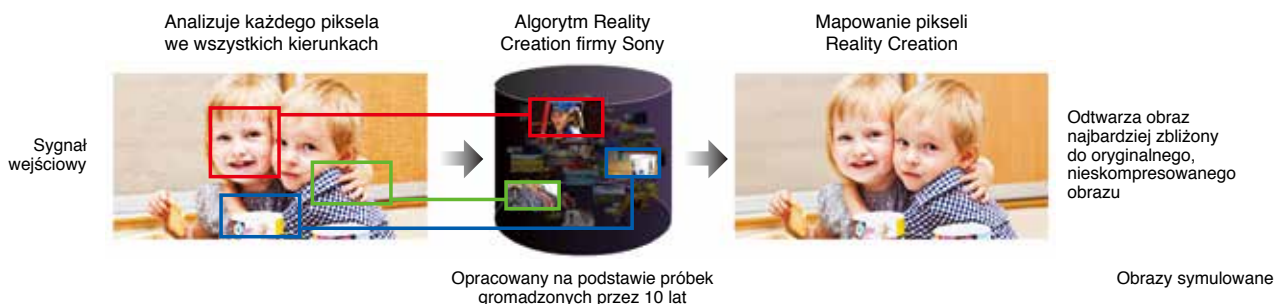 Analizuje każdego piksela
we wszystkich kierunkach
Algorytm Reality
Creation firmy Sony
Mapowanie pikseli
Reality Creation
Sygnał
wejściowy
Odtwarza obraz
najbardziej zbliżony
do oryginalnego,
nieskompresowanego
obrazu
Opracowany na podstawie próbek
gromadzonych przez 10 lat
Obrazy symulowane